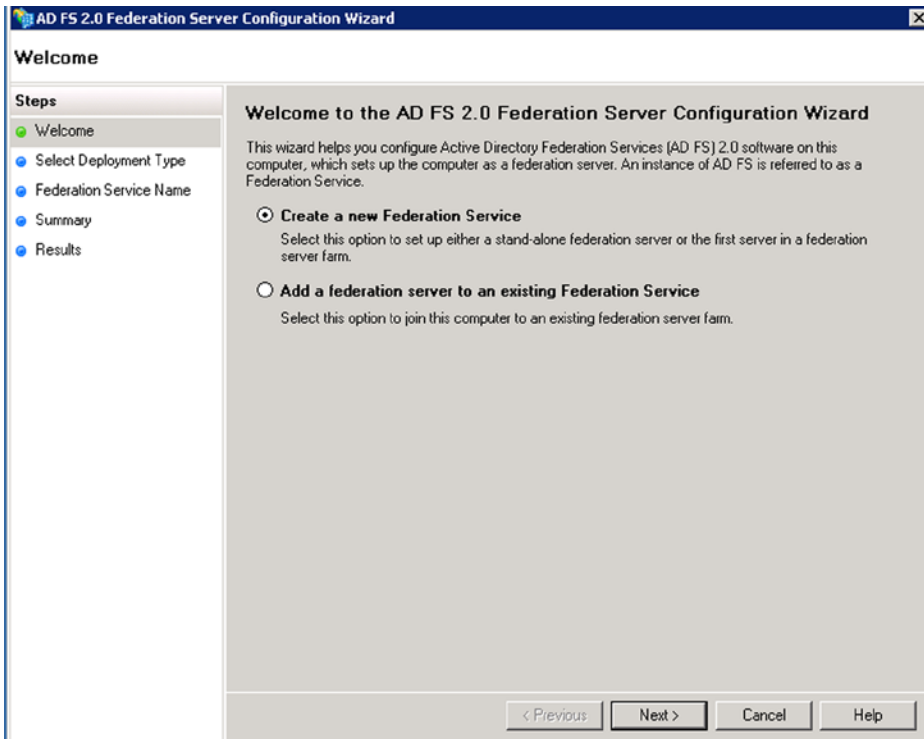 AD FS 2.0 Federation Server Configuration Wizard
Welcome
Steps
Welcome
Select Deployment Type
Federation Service Name
Summary
Results
Welcome to the AD FS 2.0 Federation Server Configuration Wizard
This wizard helps you configure Active Directory Federation Services (AD FS) 2.0 software on this
computer, which sets up the computer as a federation server. An instance of AD FS is referred to as a
Federation Service.
Create a new Federation Service
Select this option to set up either a stand-alone federation server or the first server in a federation
server farm.
Add a federation server to an existing Federation Service
Select this option to join this computer to an existing federation server farm.
< Previous
Next >
Cancel
Help